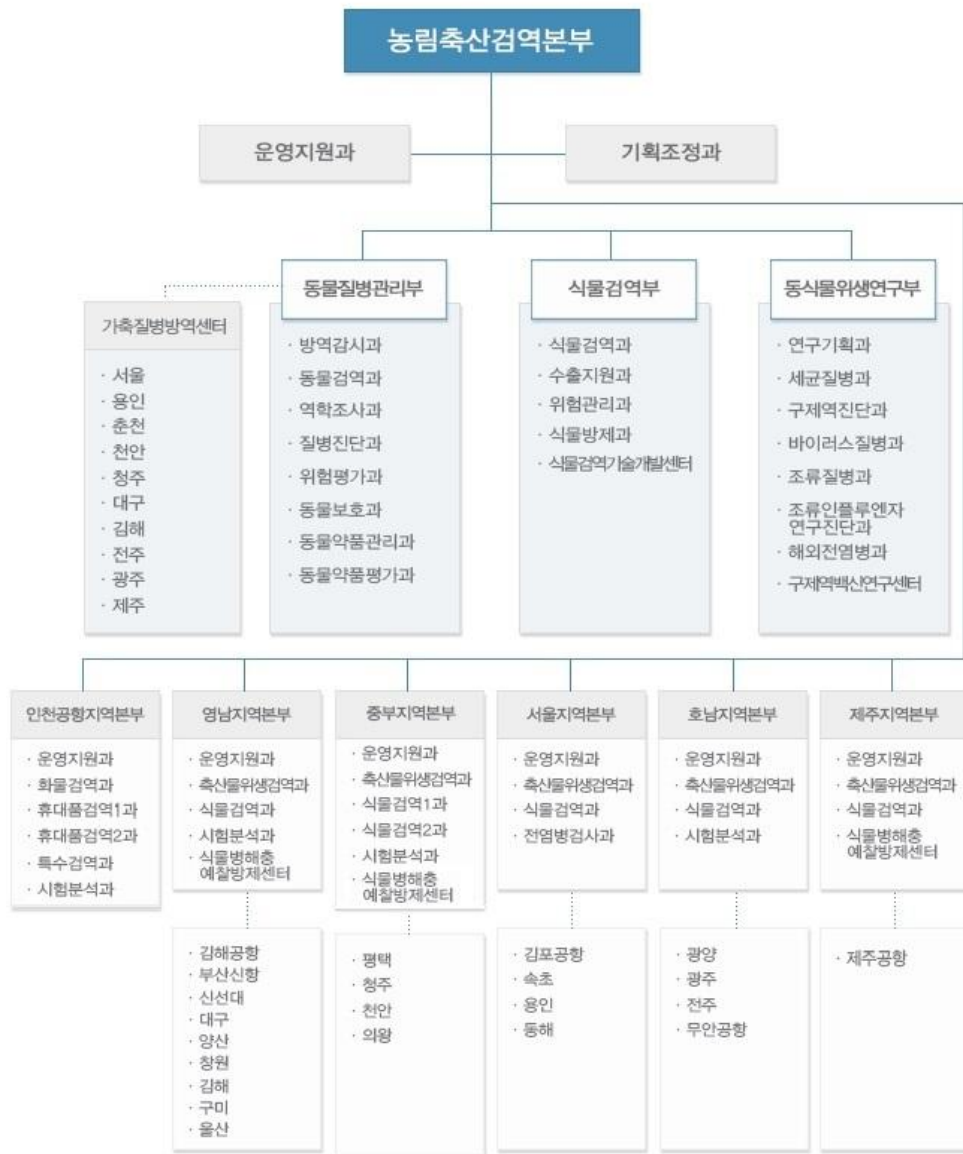 농림축산검역본부
운영지원과
기획조정과
동물질병관리부
식물검역부
동식물위생연구부
가축질병방역센터
· 서울
· 용인
· 춘천
· 천안
· 청주
· 대구
· 김해
· 전주
· 광주
· 제주
· 방역감시과
· 동물검역과
· 역학조사과
· 질병진단과
· 위험평가과
· 동물보호과
· 동물약품관리과
· 동물약품평가과
· 식물검역과
· 수출지원과
· 위험관리과
· 식물방제과
· 식물검역기술개발센터
· 연구기획과
· 세균질병과
· 구제역진단과
· 바이러스질병과
· 조류질병과
· 조류인플루엔자
연구진단과
· 해외전염병과
· 구제역백신연구센터
인천공항지역본부
· 운영지원과
· 화물검역과
· 휴대품검역1과
· 휴대품검역2과
· 특수검역과
· 시험분석과
영남지역본부
· 운영지원과
· 축산물위생검역과
· 식물검역과
· 시험분석과
· 식물병해충
예찰방제센터
· 김해공항
· 부산신항
· 신선대
· 대구
· 양산
· 창원
· 김해
· 구미
· 울산
중부지역본부
· 운영지원과
· 축산물위생검역과
· 식물검역1과
· 식물검역2과
· 시험분석과
· 식물병해충
예찰방제센터
· 평택
· 청주
· 천안
· 의왕
서울지역본부
· 운영지원과
· 축산물위생검역과
· 식물검역과
· 전염병검사과
· 김포공항
· 속초
· 용인
· 동해
호남지역본부
· 운영지원과
· 축산물위생검역과
· 식물검역과
· 시험분석과
· 광양
· 광주
· 전주
· 무안공항
제주지역본부
· 운영지원과
· 축산물위생검역과
· 식물검역과
· 식물병해충
예찰방제센터
· 제주공항